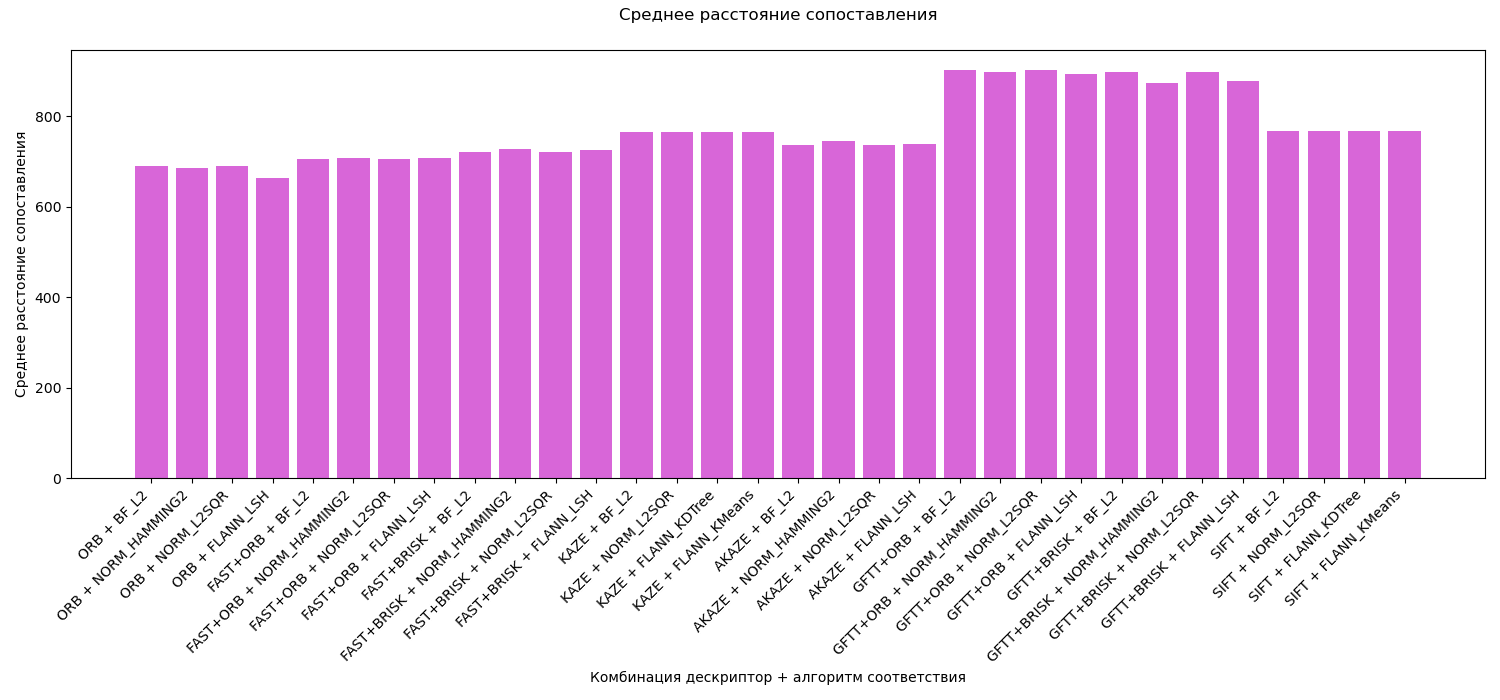 Среднее расстояние сопоставления
Среднее расстояние сопоставления
800
600
400
200
0
ORB + BF_L2
ORB + NORM_HAMMING2
ORB + NORM_L2SQR
ORB + FLANN_LSH
FAST+ORB + BF_L2
FAST+ORB + NORM_HAMMING2
FAST+ORB + NORM_L2SQR
FAST+ORB + FLANN_LSH
FAST+BRISK + BF_L2
FAST+BRISK + NORM_HAMMING2
FAST+BRISK + NORM_L2SQR
FAST+BRISK + FLANN_LSH
KAZE + BF_L2
KAZE + NORM_L2SQR
KAZE + FLANN_KDTree
KAZE + FLANN_KMeans
AKAZE + BF_L2
AKAZE + NORM_HAMMING2
AKAZE + NORM_L2SQR
AKAZE + FLANN_LSH
GFTT+ORB + BF_L2
GFTT+ORB + NORM_HAMMING2
GFTT+ORB + NORM_L2SQR
GFTT+ORB + FLANN_LSH
GFTT+BRISK + BF_L2
GFTT+BRISK + NORM_HAMMING2
GFTT+BRISK + NORM_L2SQR
GFTT+BRISK + FLANN_LSH
SIFT + BF_L2
SIFT + NORM_L2SQR
SIFT + FLANN_KDTree
SIFT + FLANN_KMeans
Комбинация дескриптор + алгоритм соответствия